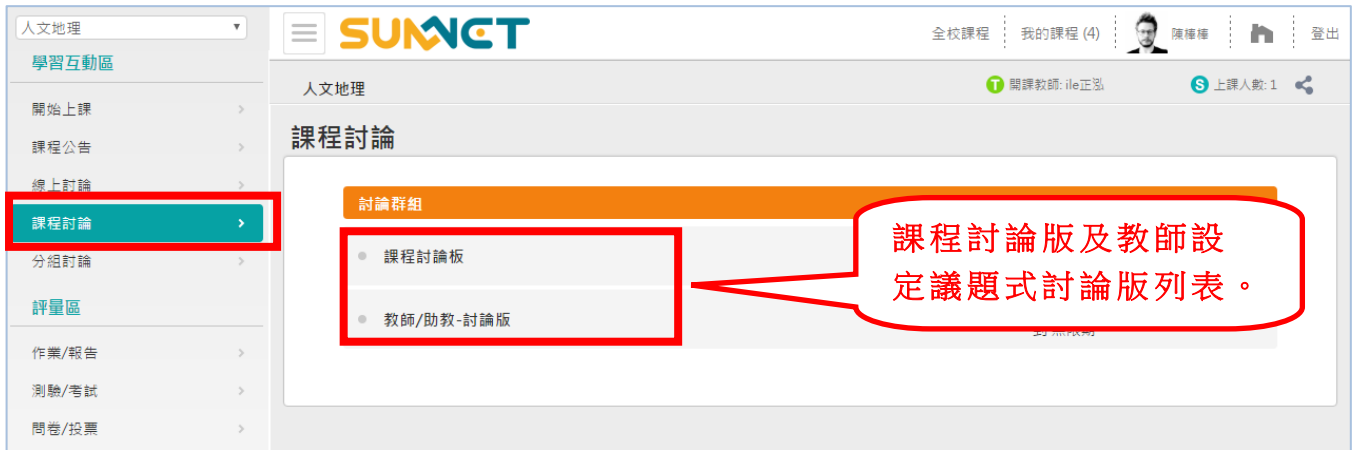 人文地理
SUNNET
全校課程
我的課程 (4)
陳棒棒
登出
學習互動區
開始上課
課程公告
線上討論
課程討論
分組討論
評量區
作業/報告
測驗/考試
問卷/投票
人文地理
T 開課教師: ile正泓
S 上課人數: 1
課程討論
討論群組
課程討論板
教師/助教-討論版
課程討論版及教師設
定議題式討論版列表。